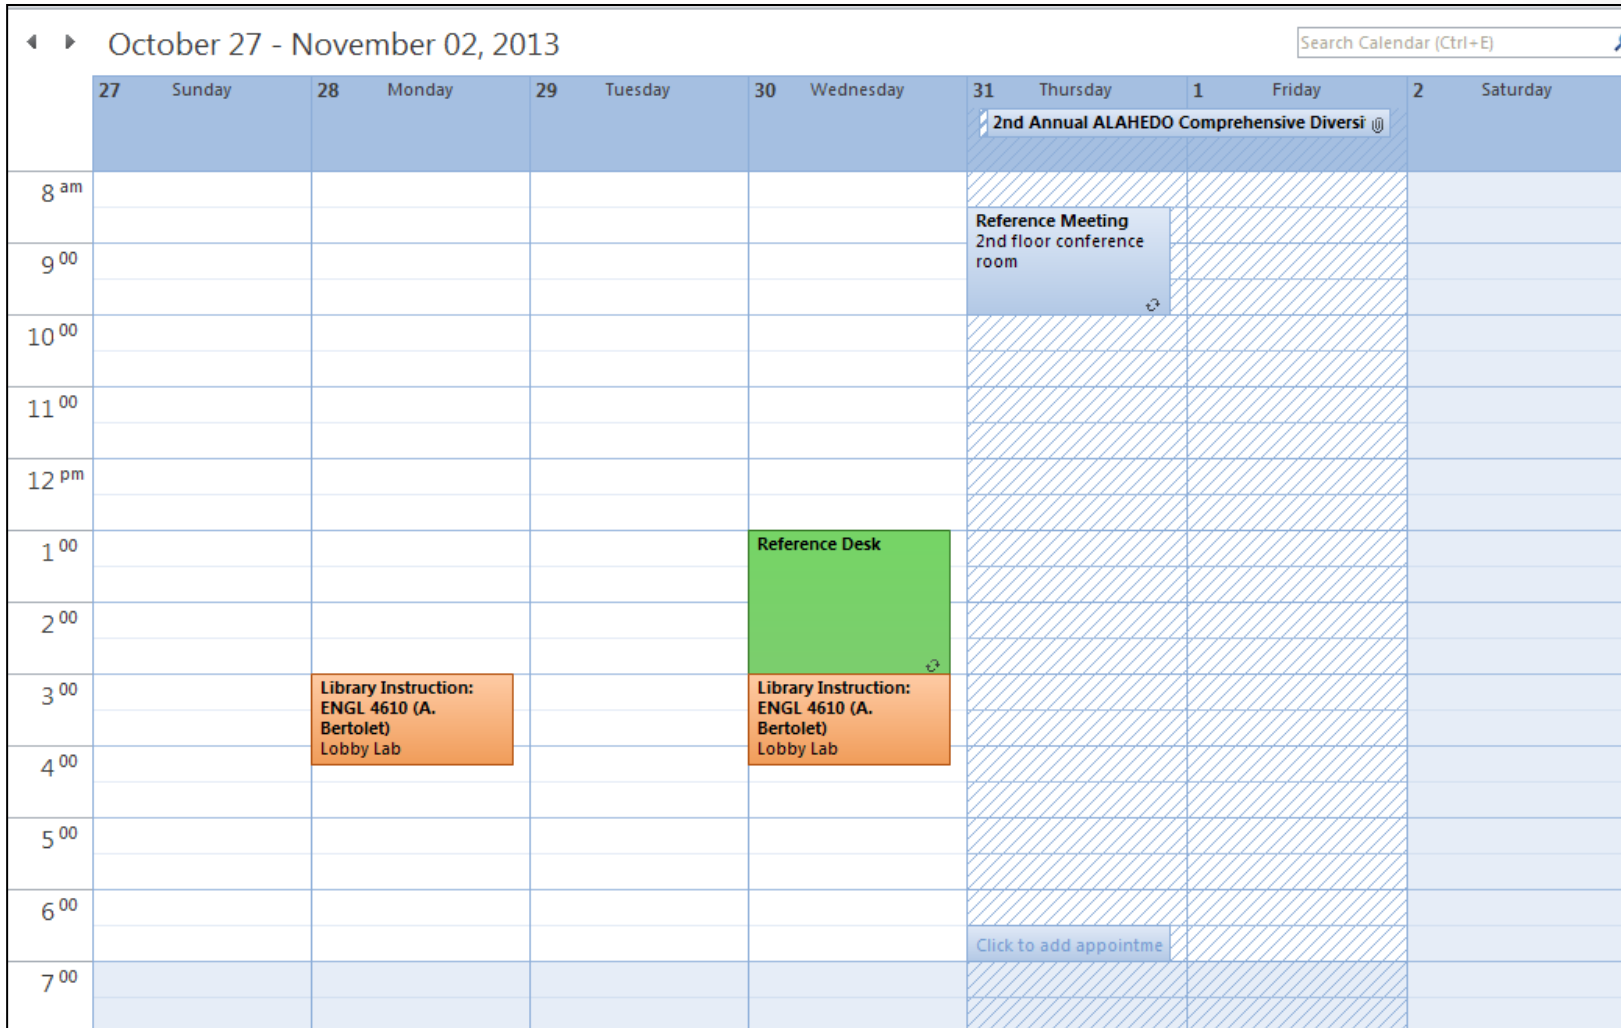 October 27 - November 02, 2013
Search Calendar (Ctrl+E)
27 Sunday
28 Monday
29 Tuesday
30 Wednesday
31 Thursday
1 Friday
2 Saturday
2nd Annual ALAHEDO Comprehensive Diversi
8 am
Reference Meeting
2nd floor conference
room
9 00
10 00
11 00
12 pm
1 00
Reference Desk
2 00
3 00
Library Instruction:
ENGL 4610 (A.
Bertolet)
Lobby Lab
Library Instruction:
ENGL 4610 (A.
Bertolet)
Lobby Lab
4 00
5 00
6 00
Click to add appointme
7 00